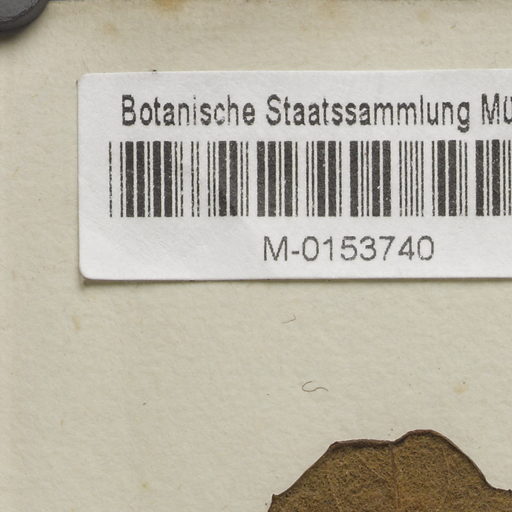 Botanische Staatssammlung Mü
M-0153740